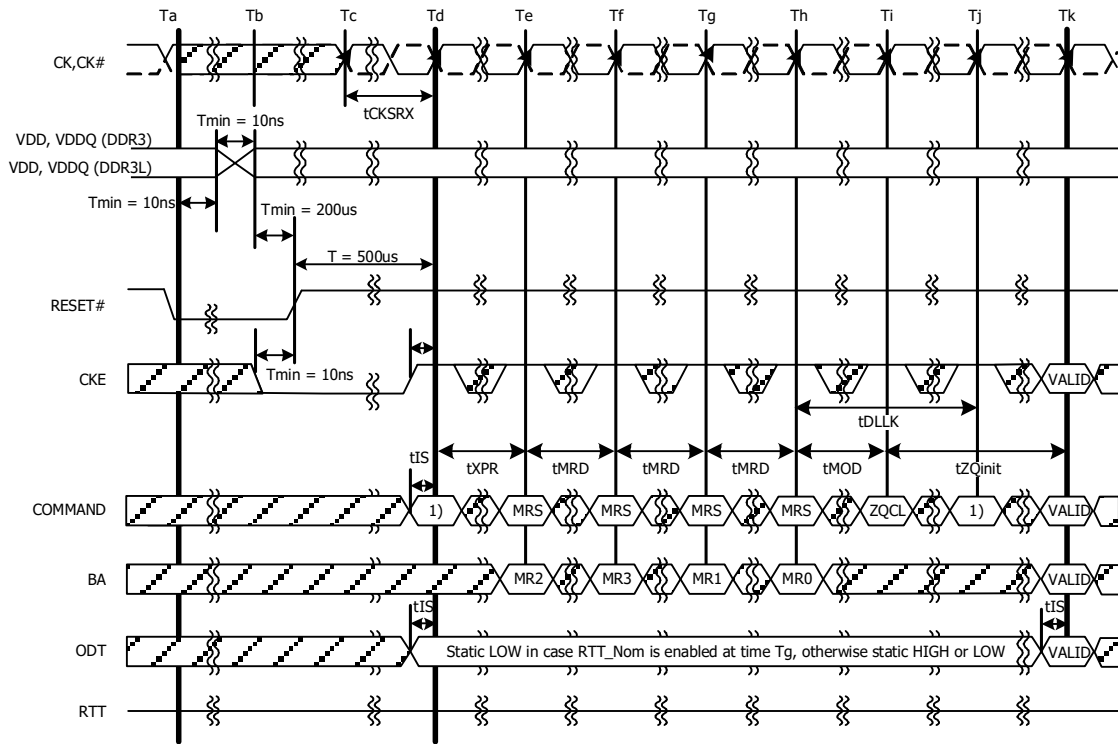 Ta Tb Tc Td Te Tf Tg Th Ti Tj Tk
CK,CK#
tCKSRX
Tmin = 10ns
VDD, VDDQ (DDR3)
VDD, VDDQ (DDR3L)
Tmin = 10ns
Tmin = 200us
T = 500us
RESET#
Tmin = 10ns
CKE
VALID
tDLLK
tIS
tXPR tMRD tMRD tMRD tMOD tZQinit
COMMAND 1) MRS MRS MRS MRS ZQCL 1) VALID
BA MR2 MR3 MR1 MR0 VALID
tIS tIS
ODT Static LOW in case RTT_Nom is enabled at time Tg, otherwise static HIGH or LOW VALID
RTT